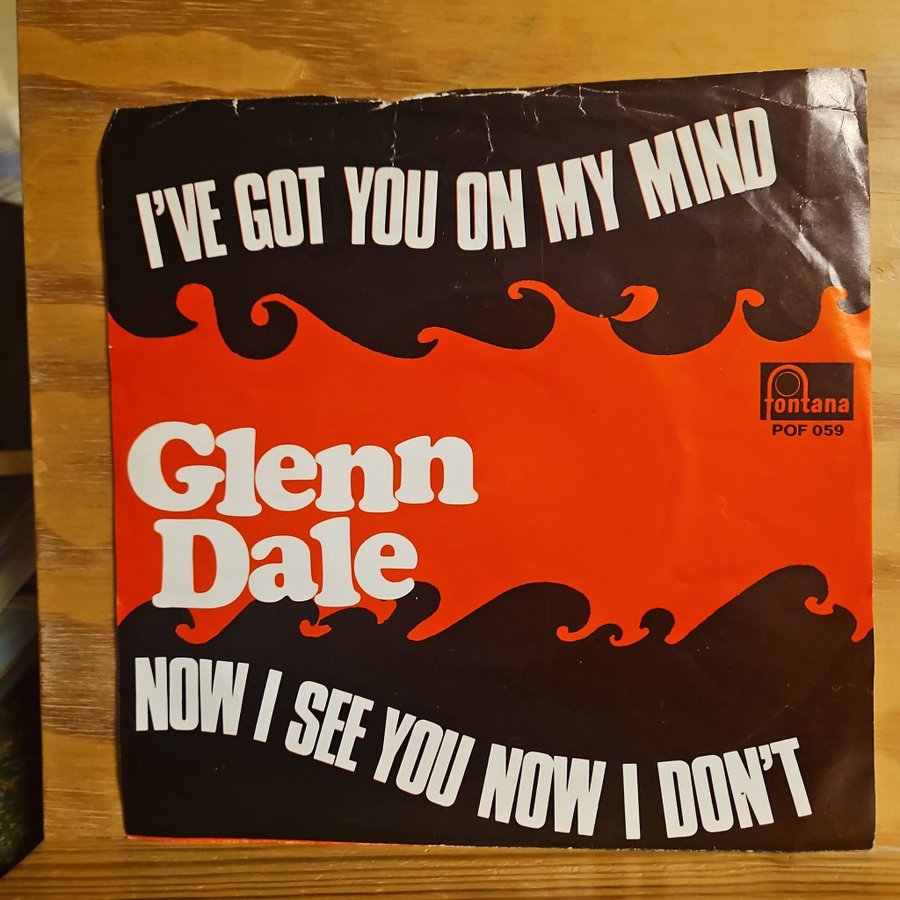 I'VE GOT YOU ON MY MIND
fontana
POF 059
Glenn
Dale
NOW I SEE YOU NOW I DON'T